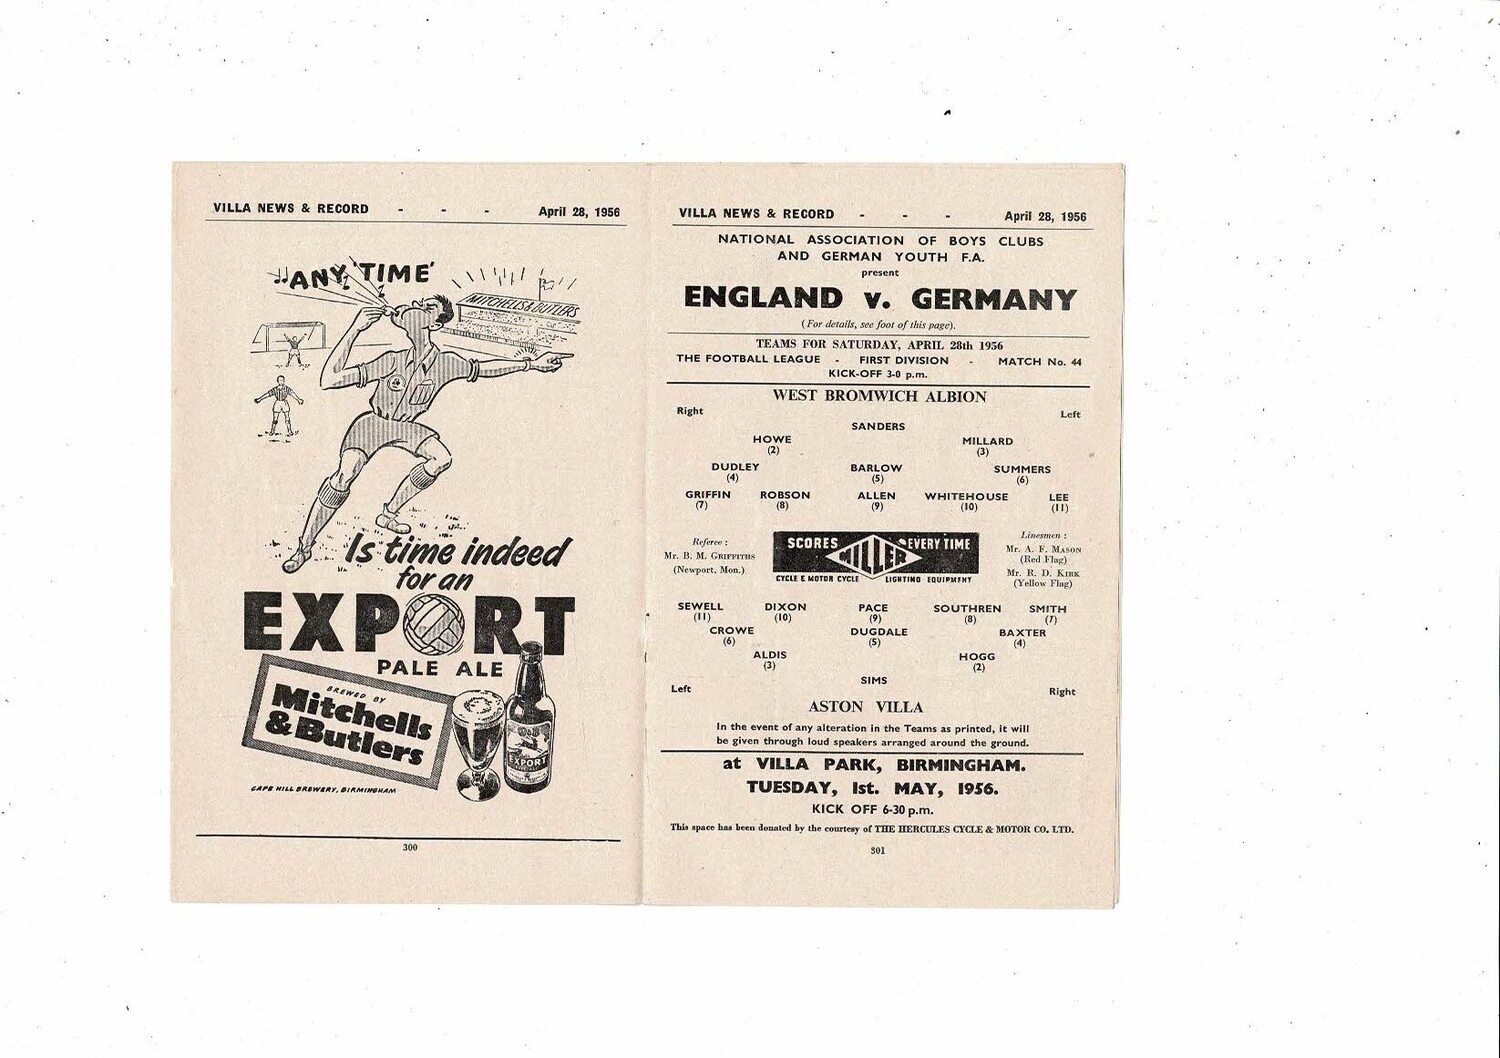 VILLA NEWS & RECORD - - - April 28, 1956
"ANY 'TIME'
MITCHELLS & BUTLERS
Is time indeed
for an
EXPORT
PALE ALE
BREWED BY
Mitchells
& Butlers
M&B
EXPORT
CAPE HILL BREWERY, BIRMINGHAM
300
VILLA NEWS & RECORD - - - April 28, 1956
NATIONAL ASSOCIATION OF BOYS CLUBS
AND GERMAN YOUTH F.A.
present
ENGLAND v. GERMANY
(For details, see foot of this page).
TEAMS FOR SATURDAY, APRIL 28th 1956
THE FOOTBALL LEAGUE - FIRST DIVISION - MATCH No. 44
KICK-OFF 3-0 p.m.
WEST BROMWICH ALBION
Right Left
SANDERS
HOWE MILLARD
(2) (3)
DUDLEY BARLOW SUMMERS
(4) (5) (6)
GRIFFIN ROBSON ALLEN WHITEHOUSE LEE
(7) (8) (9) (10) (11)
Referee :
Mr. B. M. GRIFFITHS
(Newport, Mon.)
SCORES MILLER EVERY TIME
CYCLE & MOTOR CYCLE LIGHTING EQUIPMENT
Linesmen :
Mr. A. F. MASON
(Red Flag)
Mr. R. D. KIRK
(Yellow Flag)
SEWELL DIXON PACE SOUTHREN SMITH
(11) (10) (9) (8) (7)
CROWE DUGDALE BAXTER
(6) (5) (4)
ALDIS HOGG
(3) (2)
SIMS
Left Right
ASTON VILLA
In the event of any alteration in the Teams as printed, it will
be given through loud speakers arranged around the ground.
at VILLA PARK, BIRMINGHAM.
TUESDAY, 1st. MAY, 1956.
KICK OFF 6-30 p.m.
This space has been donated by the courtesy of THE HERCULES CYCLE & MOTOR CO. LTD.
301